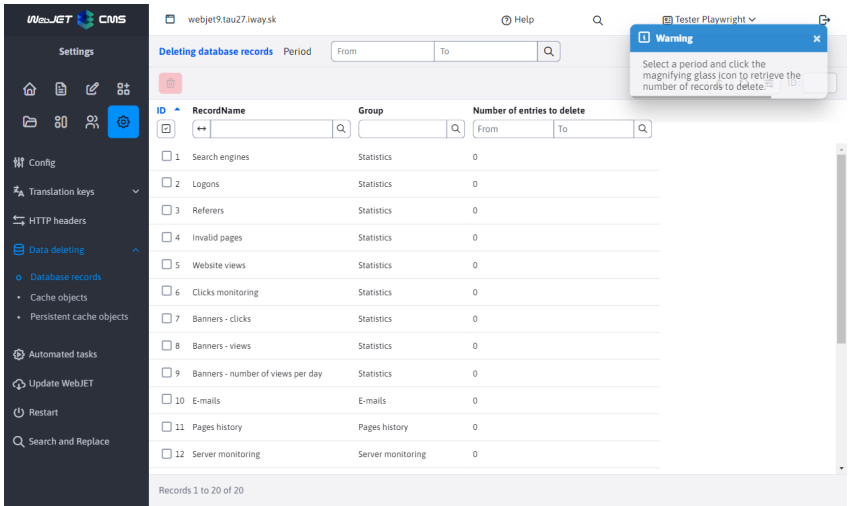 WebJET CMS
webjet9.tau27.iway.sk
Help
Tester Playwright
Settings
Deleting database records Period From To
Warning
Select a period and click the
magnifying glass icon to retrieve the
number of records to delete.
ID:
ID RecordName Group Number of entries to delete
From To
Config
Translation keys
HTTP headers
Data deleting
Database records
Cache objects
Persistent cache objects
Automated tasks
Update WebJET
Restart
Search and Replace
1 Search engines Statistics 0
2 Logons Statistics 0
3 Referers Statistics 0
4 Invalid pages Statistics 0
5 Website views Statistics 0
6 Clicks monitoring Statistics 0
7 Banners - clicks Statistics 0
8 Banners - views Statistics 0
9 Banners - number of views per day Statistics 0
10 E-mails E-mails 0
11 Pages history Pages history 0
12 Server monitoring Server monitoring 0
Records 1 to 20 of 20